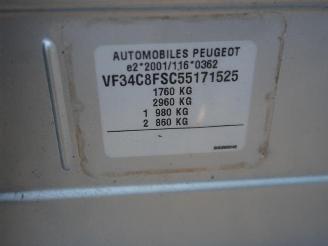 AUTOMOBILES PEUGEOT
e2*2001/116*0362
VF34C8FSC55171525
1760 KG
2960 KG
1 980 KG
2 860 KG